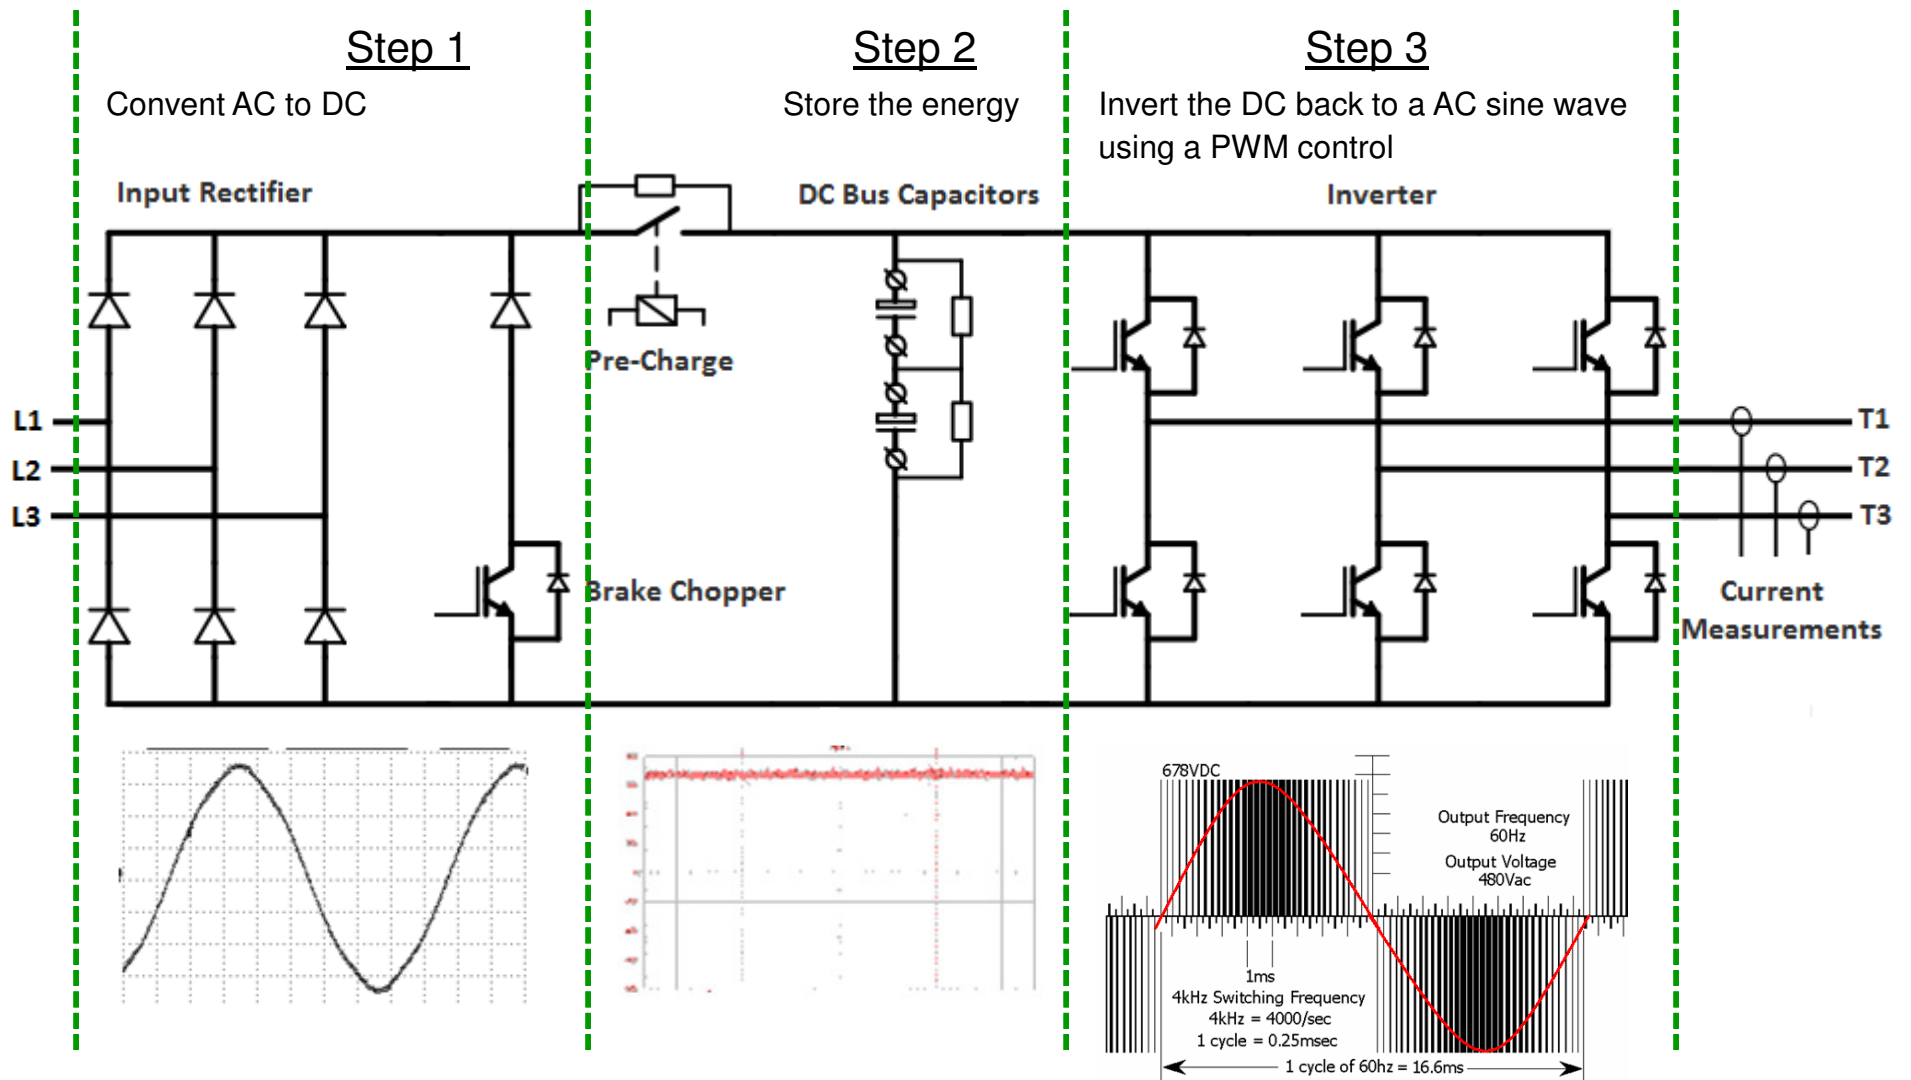 Step 1
Step 2
Step 3
Convent AC to DC
Store the energy
Invert the DC back to a AC sine wave
using a PWM control
Input Rectifier
DC Bus Capacitors
Inverter
Pre-Charge
L1
L2
L3
T1
T2
T3
Brake Chopper
Current
Measurements
678VDC
Output Frequency
60Hz
Output Voltage
480Vac
1ms
4kHz Switching Frequency
4kHz = 4000/sec
1 cycle = 0.25msec
1 cycle of 60hz = 16.6ms